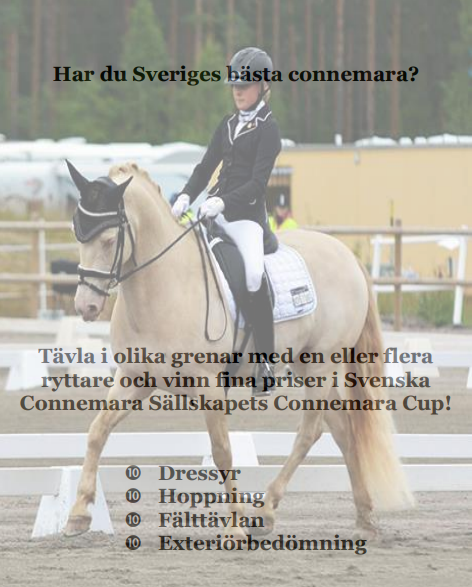 Har du Sveriges bästa connemara?
Tävla i olika grenar med en eller flera
ryttare och vinn fina priser i Svenska
Connemara Sällskapets Connemara Cup!
❿ Dressyr
❿ Hoppning
❿ Fälttävlan
❿ Exteriörbedömning